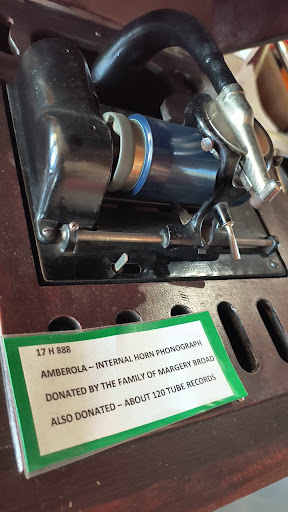 17 H 888
AMBEROLA – INTERNAL HORN PHONOGRAPH
DONATED BY THE FAMILY OF MARGERY BROAD
ALSO DONATED – ABOUT 120 TUBE RECORDS